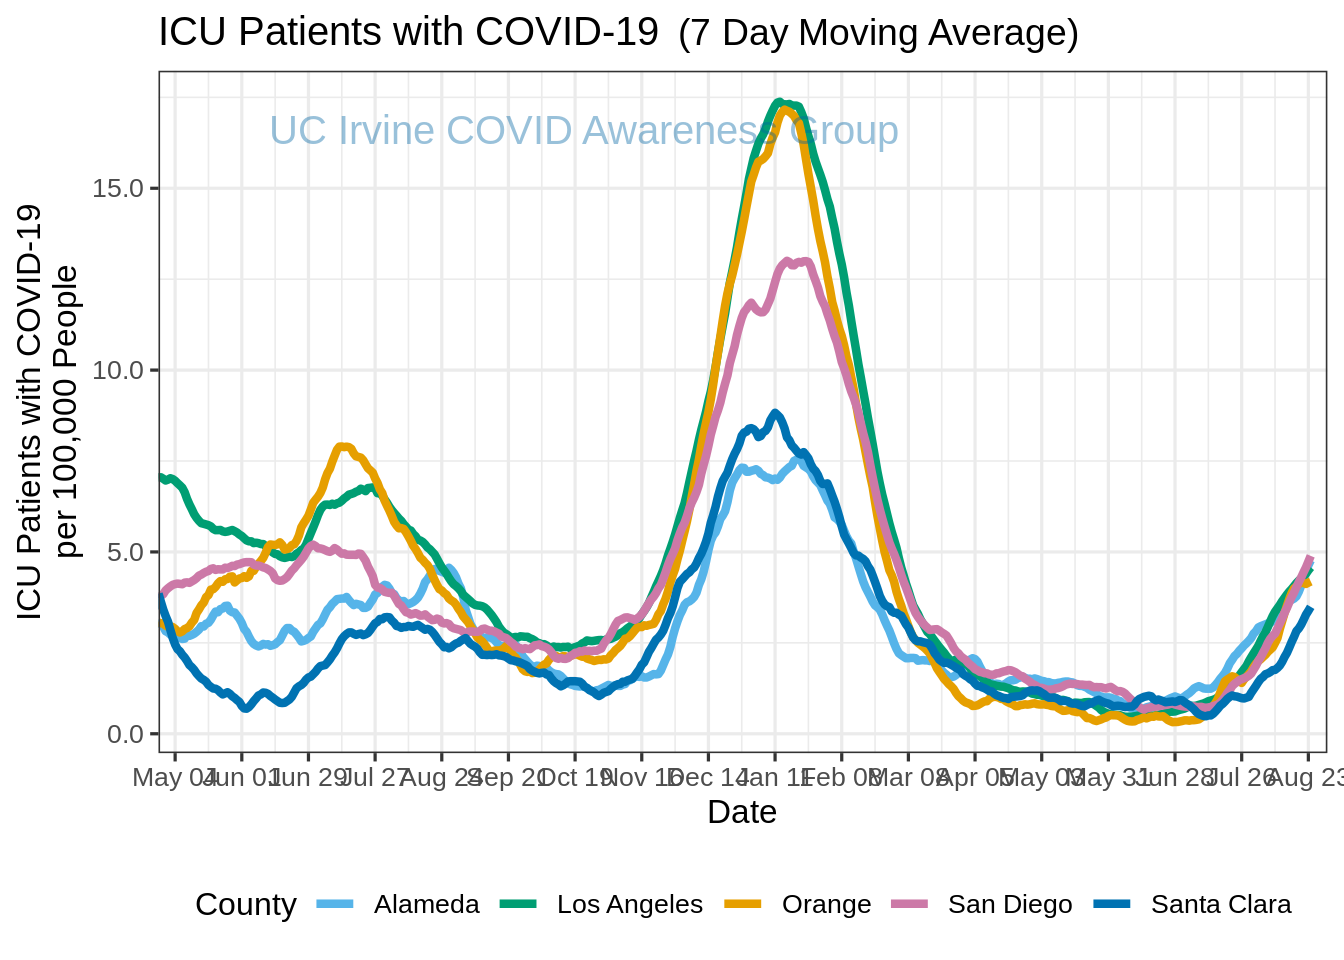 ICU Patients with COVID-19 (7 Day Moving Average)
UC Irvine COVID Awareness Group
ICU Patients with COVID-19
per 100,000 People
15.0
10.0
5.0
0.0
May 04 Jun 01 Jun 29 Jul 27 Aug 24 Sep 21 Oct 19 Nov 16 Dec 14 Jan 11 Feb 08 Mar 08 Apr 05 May 03 May 31 Jun 28 Jul 26 Aug 23
Date
County Alameda Los Angeles Orange San Diego Santa Clara